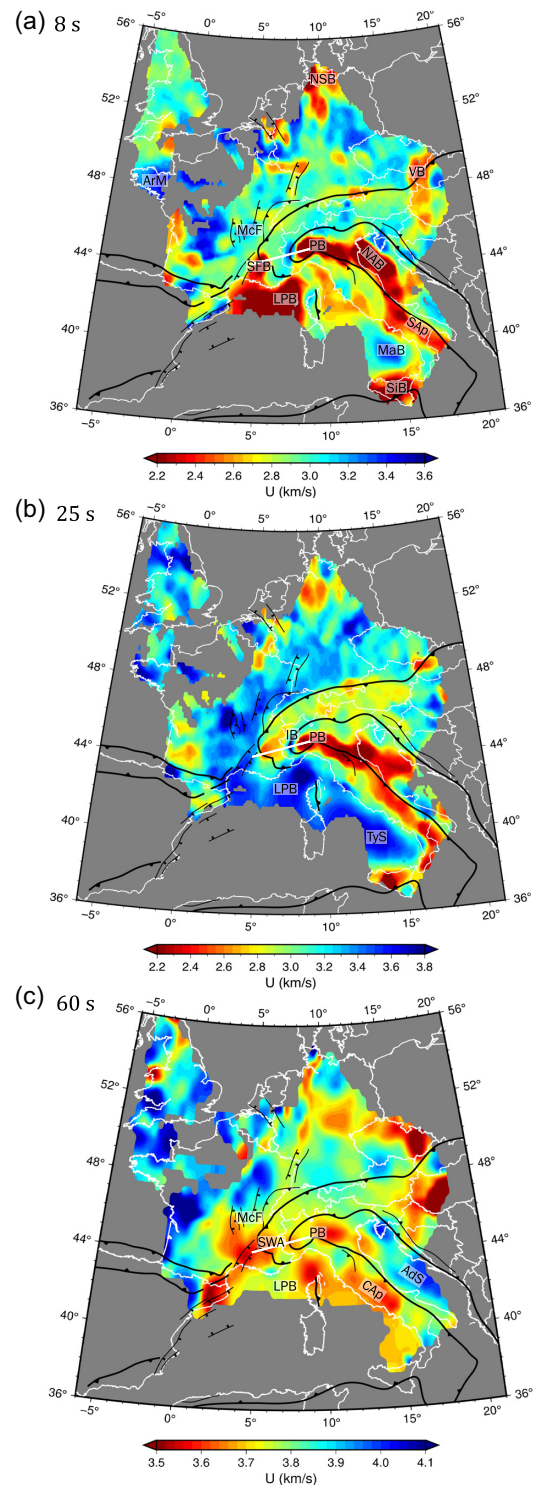 (a) 8 s
−5° 0° 5° 10° 15° 20°
56° 56°
52° 52°
48° 48°
44° 44°
40° 40°
36° 36°
−5° 0° 5° 10° 15° 20°
NSB
ArM
VB
McF
PB
SFB
NAB
LPB
SAp
MaB
SiB
2.2 2.4 2.6 2.8 3.0 3.2 3.4 3.6
U (km/s)
(b) 25 s
−5° 0° 5° 10° 15° 20°
56° 56°
52° 52°
48° 48°
44° 44°
40° 40°
36° 36°
−5° 0° 5° 10° 15° 20°
IB
PB
LPB
TyS
2.2 2.4 2.6 2.8 3.0 3.2 3.4 3.6 3.8
U (km/s)
(c) 60 s
−5° 0° 5° 10° 15° 20°
56° 56°
52° 52°
48° 48°
44° 44°
40° 40°
36° 36°
−5° 0° 5° 10° 15° 20°
McF
SWA
PB
AdS
LPB
CAp
3.5 3.6 3.7 3.8 3.9 4.0 4.1
U (km/s)